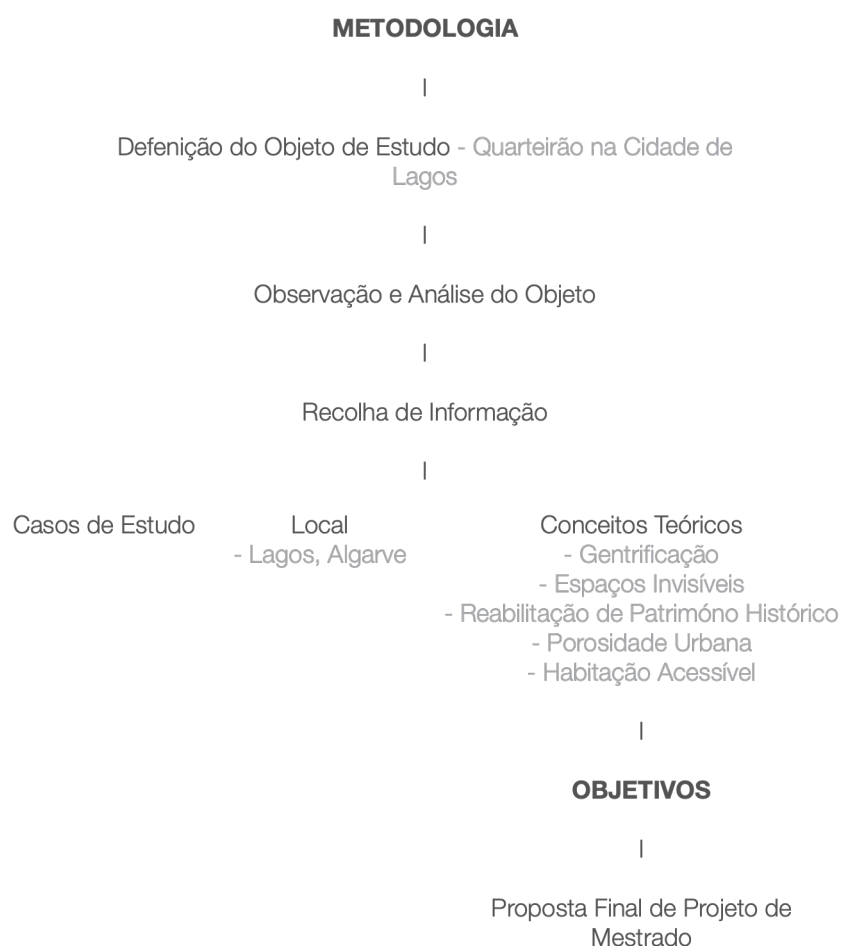 METODOLOGIA
|
Defenição do Objeto de Estudo - Quarteirão na Cidade de
Lagos
|
Observação e Análise do Objeto
|
Recolha de Informação
|
Casos de Estudo Local Conceitos Teóricos
- Lagos, Algarve - Gentrificação
- Espaços Invisíveis
- Reabilitação de Patrimóno Histórico
- Porosidade Urbana
- Habitação Acessível
|
OBJETIVOS
|
Proposta Final de Projeto de
Mestrado